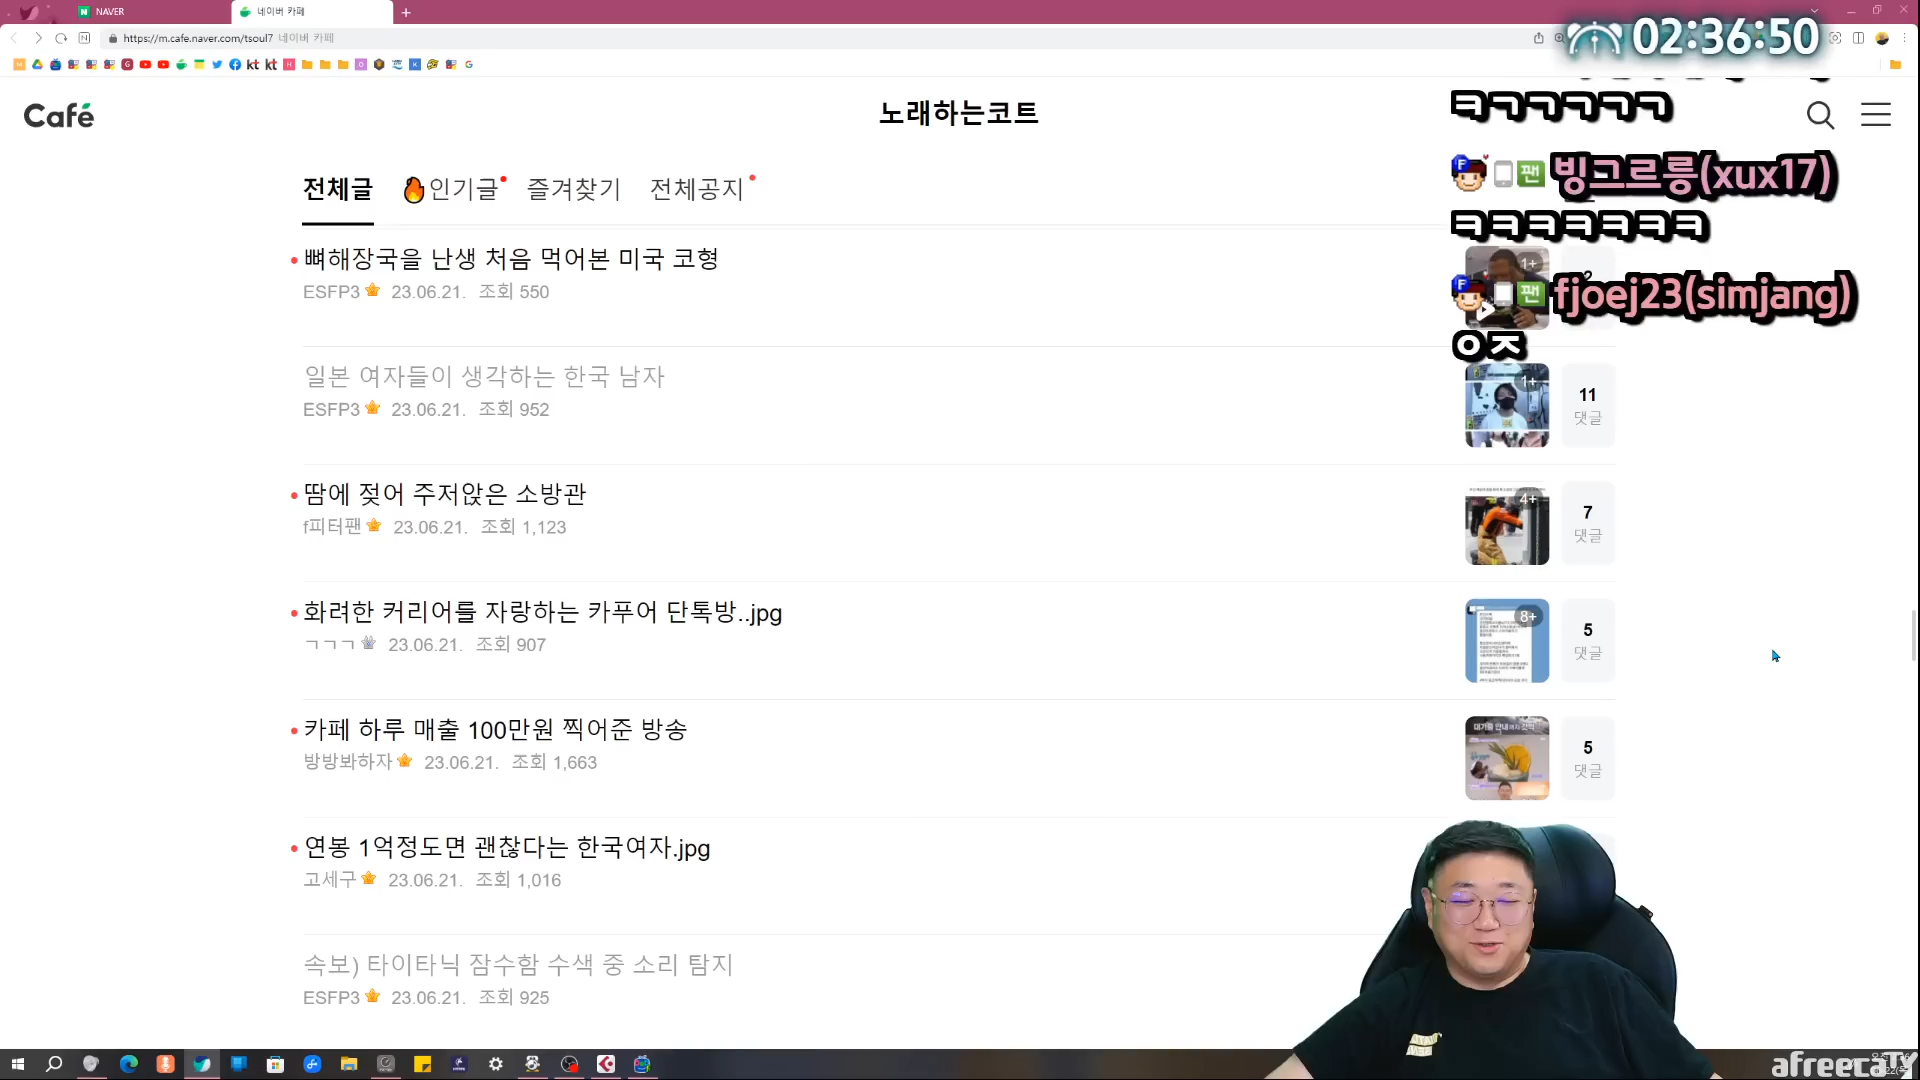 NAVER
네이버 카페
https://m.cafe.naver.com/tsoul7 네이버 카페
02:36:50
Café
노래하는코트
ㅋㄱㄱㄱㄱㄱㄱ
팬 빙그르릉(xux17)
ㅋㅋㅋㅋㅋㅋㅋ
팬 fjoej23(simjang)
ㅇㅈ
전체글 인기글 즐겨찾기 전체공지
뼈해장국을 난생 처음 먹어본 미국 코형
ESFP3 23.06.21. 조회 550
1+
2
일본 여자들이 생각하는 한국 남자
ESFP3 23.06.21. 조회 952
1+
11
댓글
땀에 젖어 주저앉은 소방관
f피터팬 23.06.21. 조회 1,123
4+
7
댓글
화려한 커리어를 자랑하는 카푸어 단톡방..jpg
ㄱㄱㄱ 23.06.21. 조회 907
8+
5
댓글
카페 하루 매출 100만원 찍어준 방송
방방봐하자 23.06.21. 조회 1,663
5
댓글
연봉 1억정도면 괜찮다는 한국여자.jpg
고세구 23.06.21. 조회 1,016
속보) 타이타닉 잠수함 수색 중 소리 탐지
ESFP3 23.06.21. 조회 925
afreecaTV